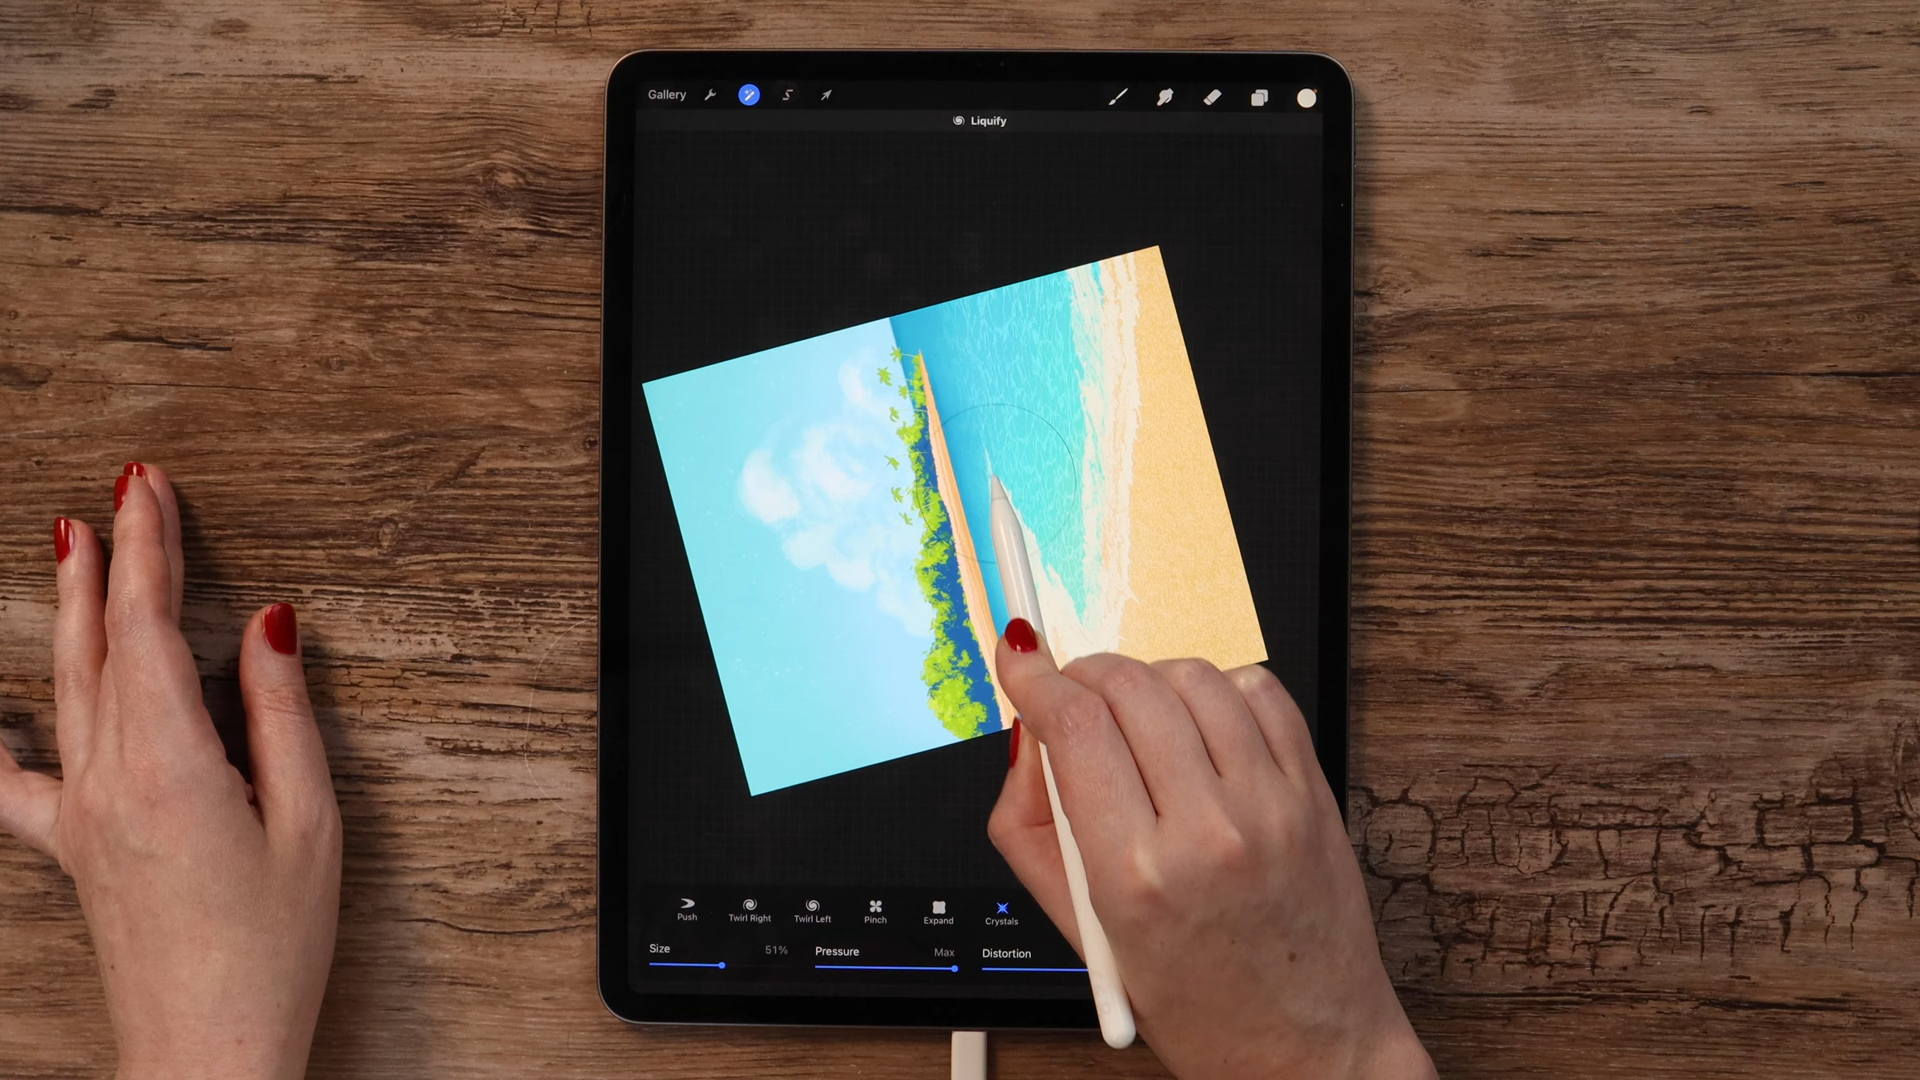 Gallery
Liquify
Push Twirl Right Twirl Left Pinch Expand Crystals
Size 51% Pressure Max Distortion